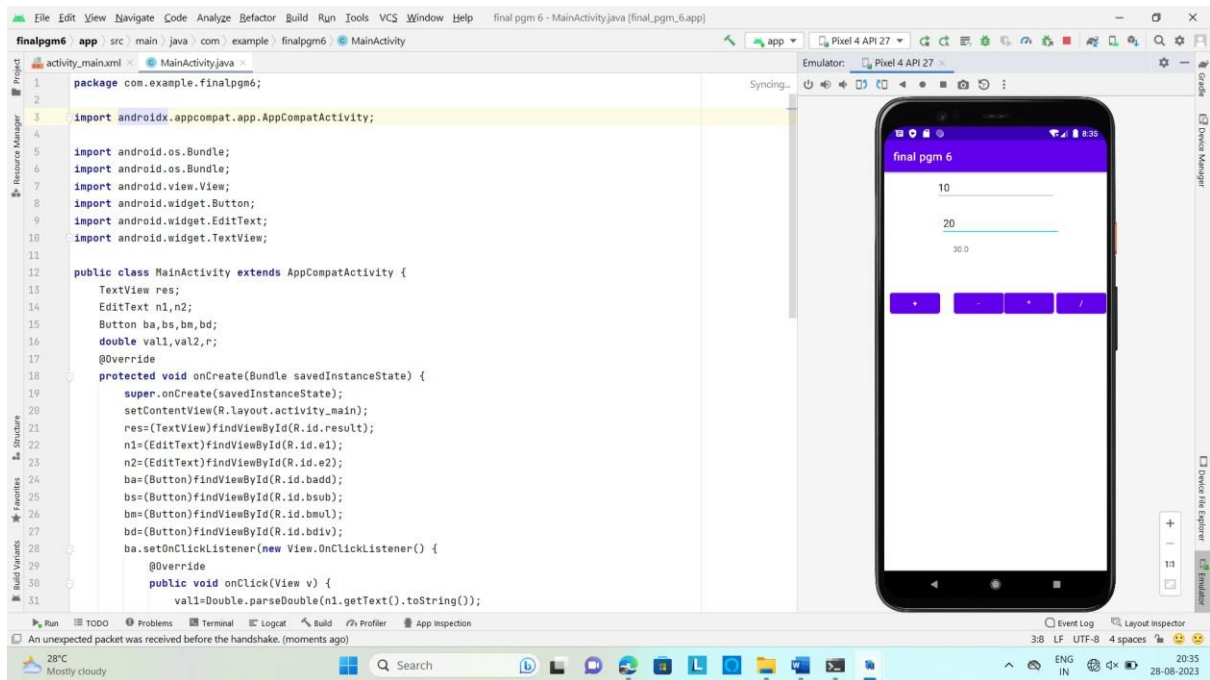 File Edit View Navigate Code Analyze Refactor Build Run Tools VCS Window Help final pgm 6 - MainActivity.java [final_pgm_6.app]
finalpgm6 app src main java com example finalpgm6 MainActivity
app Pixel 4 API 27
Project
Resource Manager
Structure
Favorites
Build Variants
activity_main.xml MainActivity.java
Syncing...
1 package com.example.finalpgm6;
2
3 import androidx.appcompat.app.AppCompatActivity;
4
5 import android.os.Bundle;
6 import android.os.Bundle;
7 import android.view.View;
8 import android.widget.Button;
9 import android.widget.EditText;
10 import android.widget.TextView;
11
12 public class MainActivity extends AppCompatActivity {
13 TextView res;
14 EditText n1,n2;
15 Button ba,bs,bm,bd;
16 double val1,val2,r;
17 @Override
18 protected void onCreate(Bundle savedInstanceState) {
19 super.onCreate(savedInstanceState);
20 setContentView(R.layout.activity_main);
21 res=(TextView)findViewById(R.id.result);
22 n1=(EditText)findViewById(R.id.e1);
23 n2=(EditText)findViewById(R.id.e2);
24 ba=(Button)findViewById(R.id.badd);
25 bs=(Button)findViewById(R.id.bsub);
26 bm=(Button)findViewById(R.id.bmul);
27 bd=(Button)findViewById(R.id.bdiv);
28 ba.setOnClickListener(new View.OnClickListener() {
29 @Override
30 public void onClick(View v) {
31 val1=Double.parseDouble(n1.getText().toString());
Emulator: Pixel 4 API 27
8:35
final pgm 6
10
20
30.0
+ - * /
1:1
Gradle
Device Manager
Device File Explorer
Emulator
Run TODO Problems Terminal Logcat Build Profiler App Inspection Event Log Layout Inspector
An unexpected packet was received before the handshake. (moments ago) 3:8 LF UTF-8 4 spaces
28°C
Mostly cloudy
Search
ENG
IN
20:35
28-08-2023